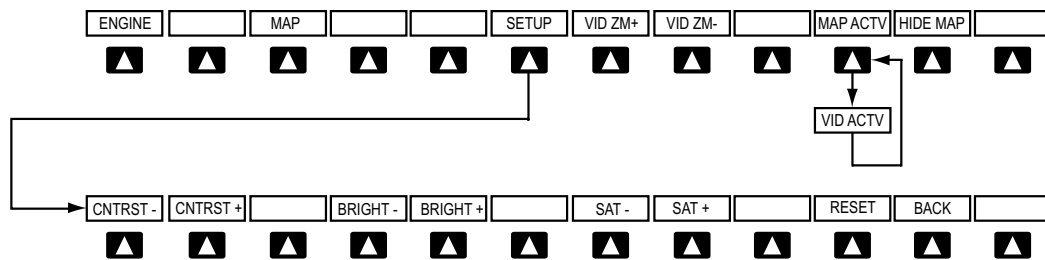 ENGINE MAP SETUP VID ZM+ VID ZM- MAP ACTV HIDE MAP
VID ACTV
CNTRST - CNTRST + BRIGHT - BRIGHT + SAT - SAT + RESET BACK